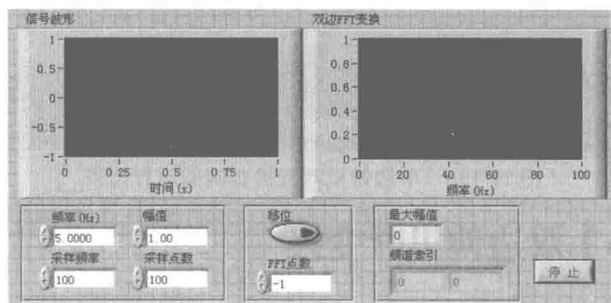 信号波形
1
0.5
0
-0.5
-1
0
0.25
0.5
0.75
1
时间(s)
双边FFT变换
1
0.8
0.6
0.4
0.2
0
0
20
40
60
80
100
频率(Hz)
频率(Hz)
5.0000
幅值
1.00
采样频率
100
采样点数
100
移位
FFT点数
-1
最大幅值
0
频谱索引
0
0
停止